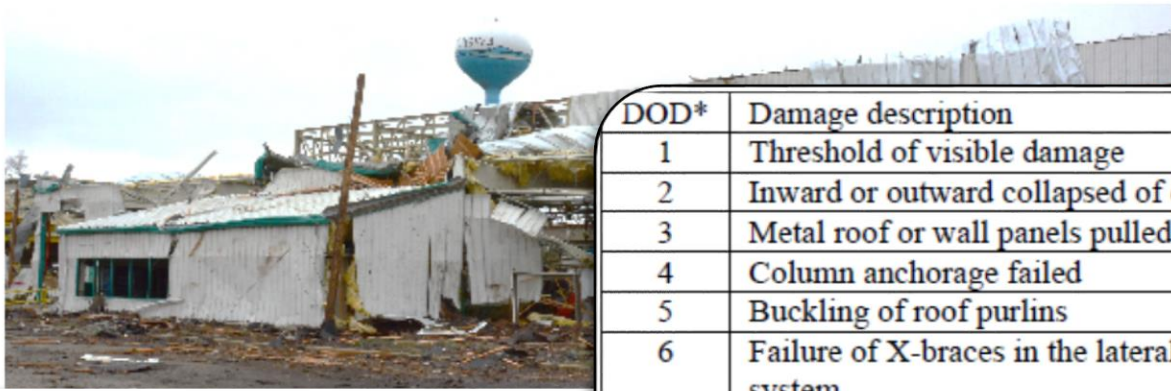 DOD* Damage description
1 Threshold of visible damage
2 Inward or outward collapsed of
3 Metal roof or wall panels pulled
4 Column anchorage failed
5 Buckling of roof purlins
6 Failure of X-braces in the lateral
system